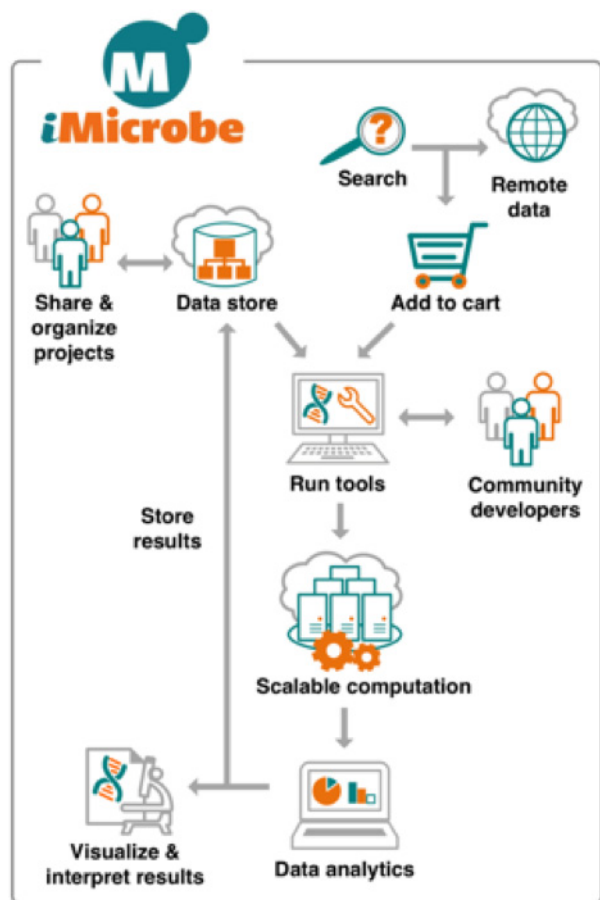 M
iMicrobe
?
Search
Remote
data
Share &
organize
projects
Data store
Add to cart
Run tools
Community
developers
Store
results
Scalable computation
Visualize &
interpret results
Data analytics